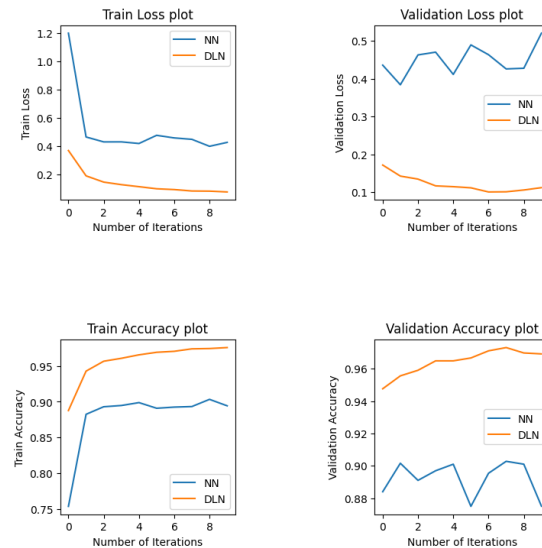 Train Loss plot
1.2
1.0
0.8
0.6
0.4
0.2
Train Loss
NN
DLN
0 2 4 6 8
Number of Iterations
Validation Loss plot
0.5
0.4
0.3
0.2
0.1
Validation Loss
NN
DLN
0 2 4 6 8
Number of Iterations
Train Accuracy plot
0.95
0.90
0.85
0.80
0.75
Train Accuracy
NN
DLN
0 2 4 6 8
Number of Iterations
Validation Accuracy plot
0.96
0.94
0.92
0.90
0.88
Validation Accuracy
NN
DLN
0 2 4 6 8
Number of Iterations